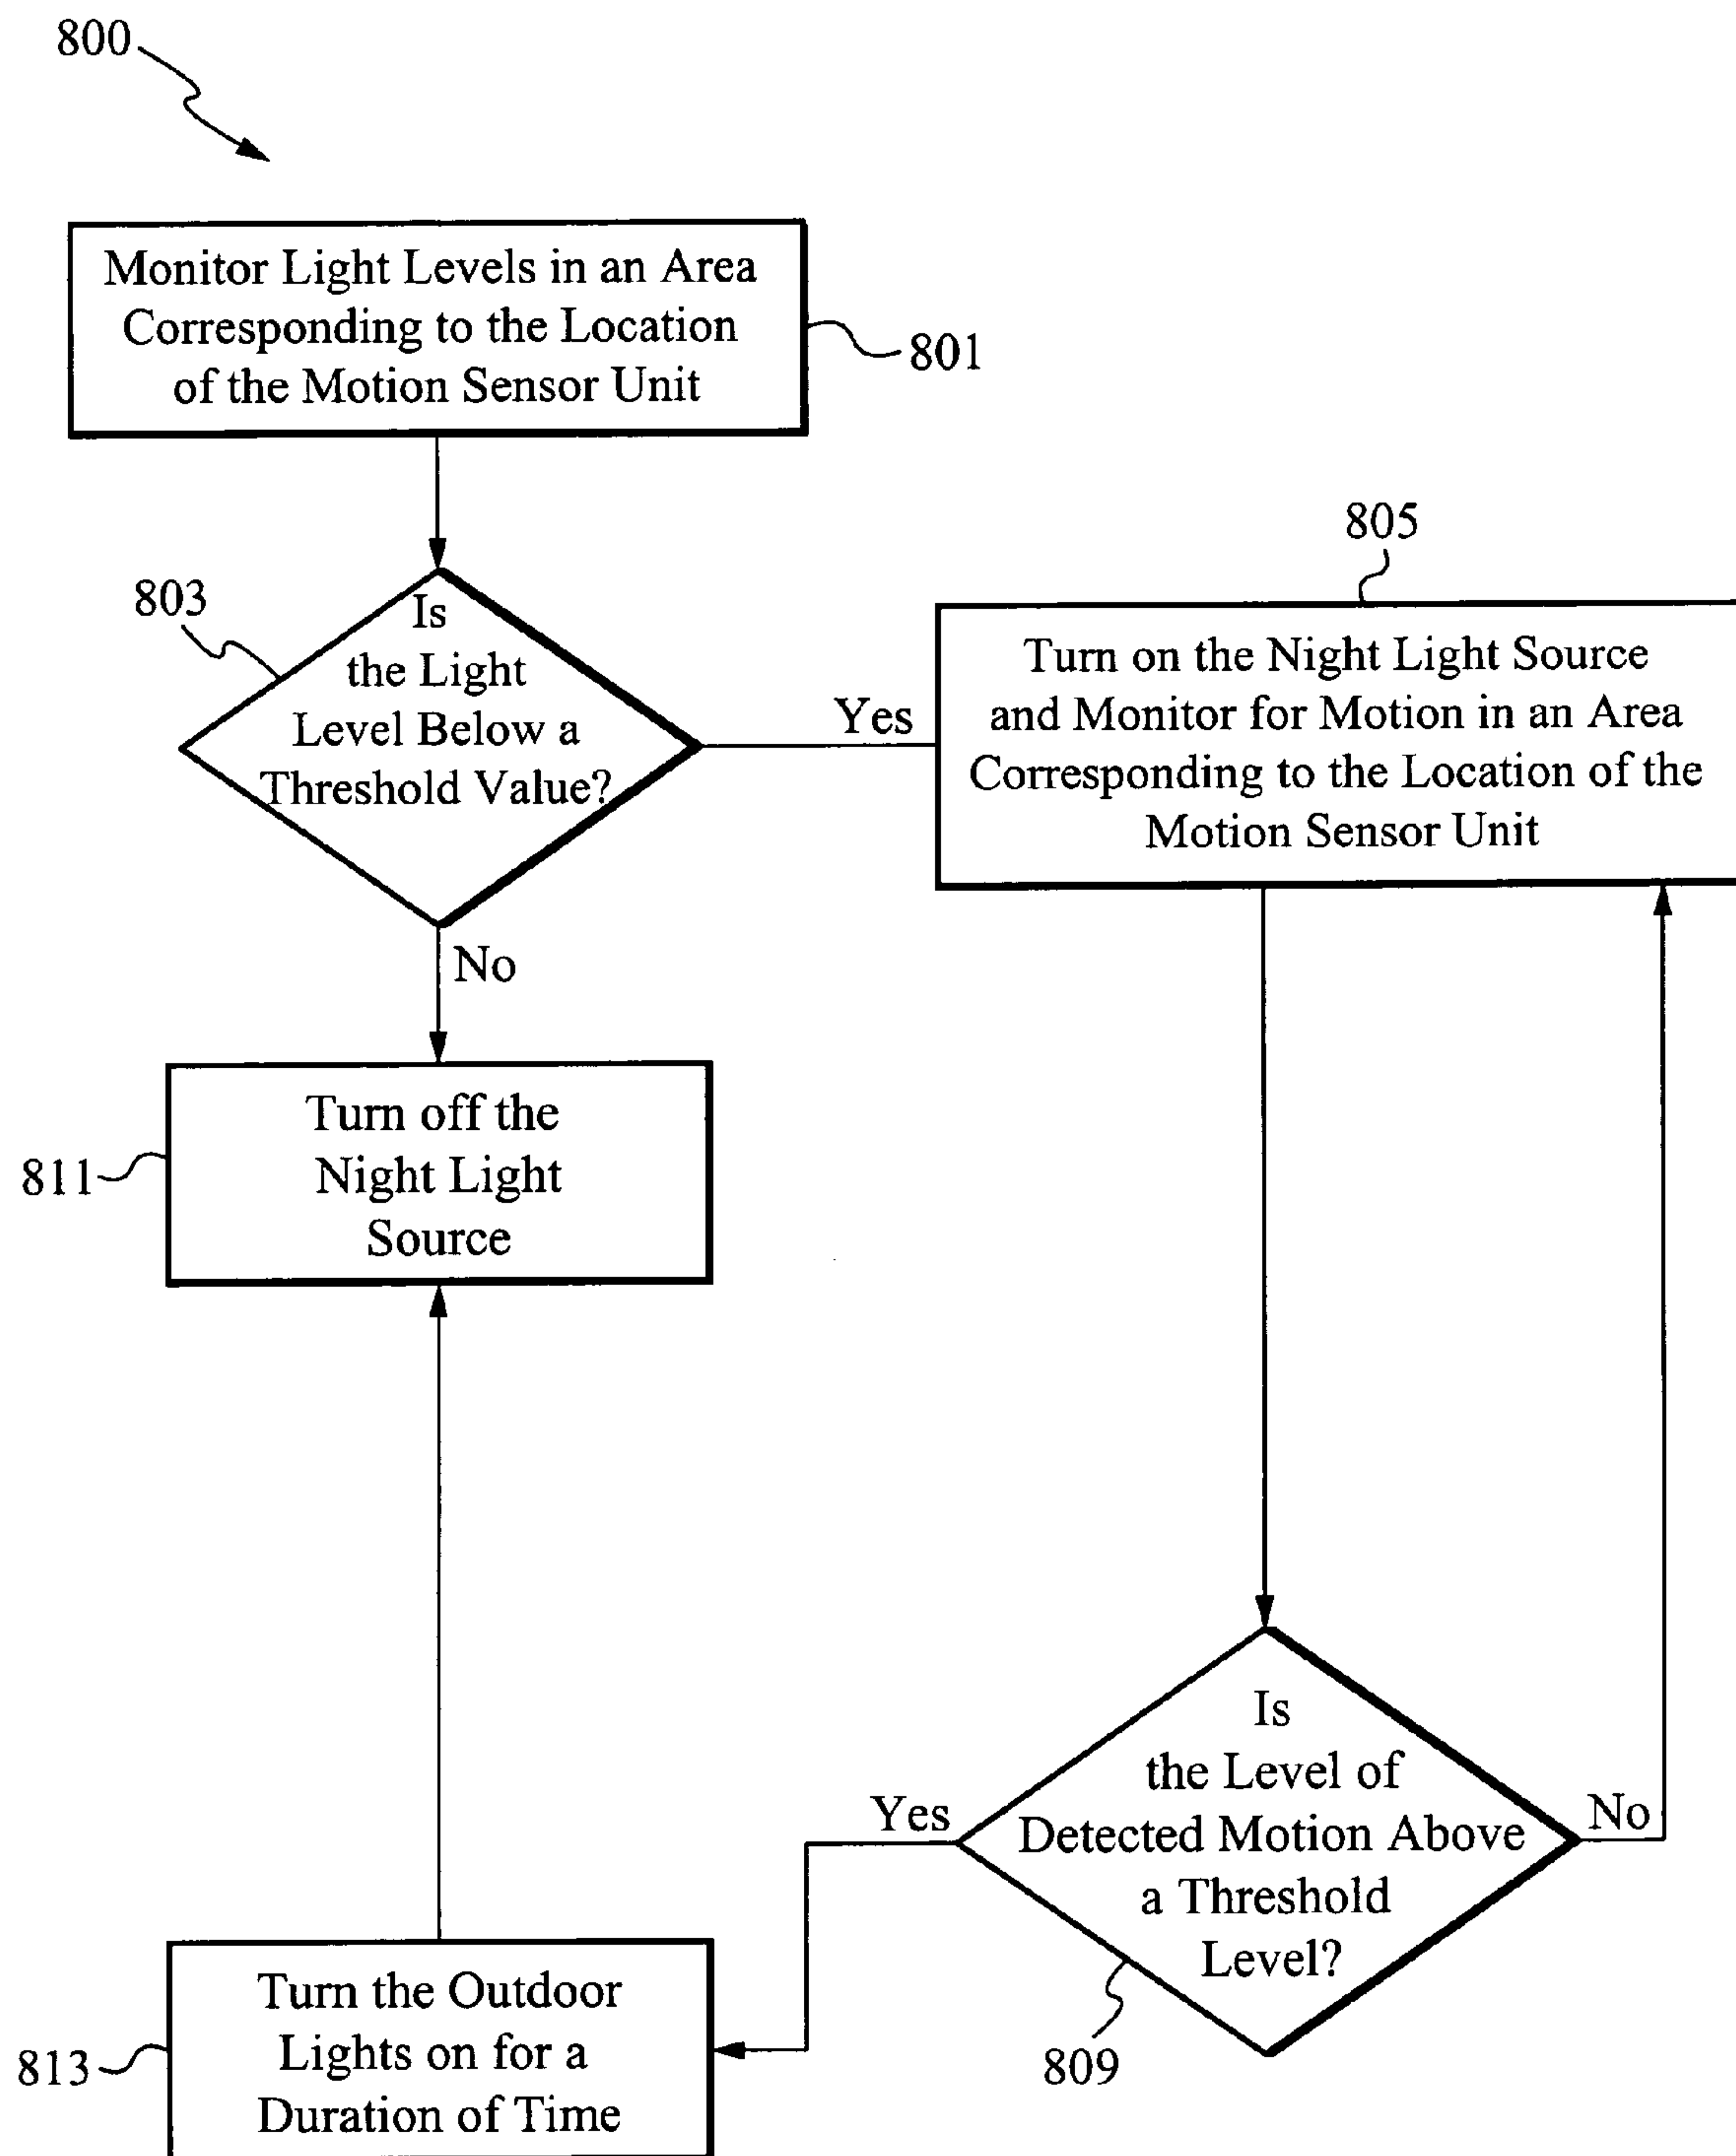 800
Monitor Light Levels in an Area
Corresponding to the Location
of the Motion Sensor Unit
801
803
Is
the Light
Level Below a
Threshold Value?
Yes
No
805
Turn on the Night Light Source
and Monitor for Motion in an Area
Corresponding to the Location of the
Motion Sensor Unit
811
Turn off the
Night Light
Source
Is
the Level of
Detected Motion Above
a Threshold
Level?
Yes
No
809
813
Turn the Outdoor
Lights on for a
Duration of Time